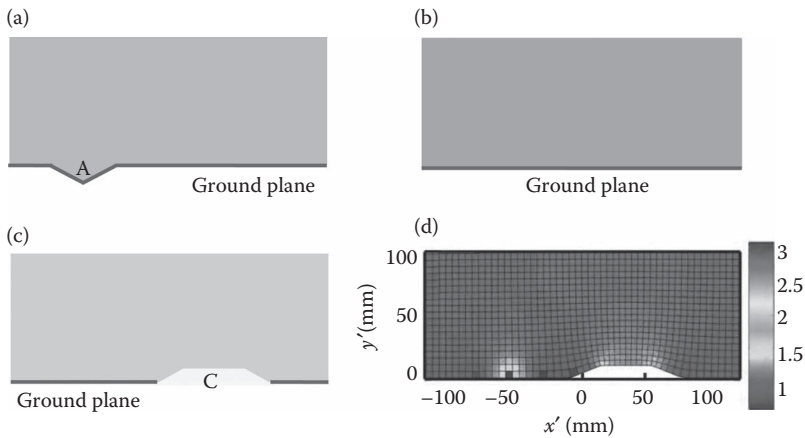 (a)
A
Ground plane
(b)
Ground plane
(c)
C
Ground plane
(d)
100
50
0
y′(mm)
−100 −50 0 50 100
x′ (mm)
3
2.5
2
1.5
1